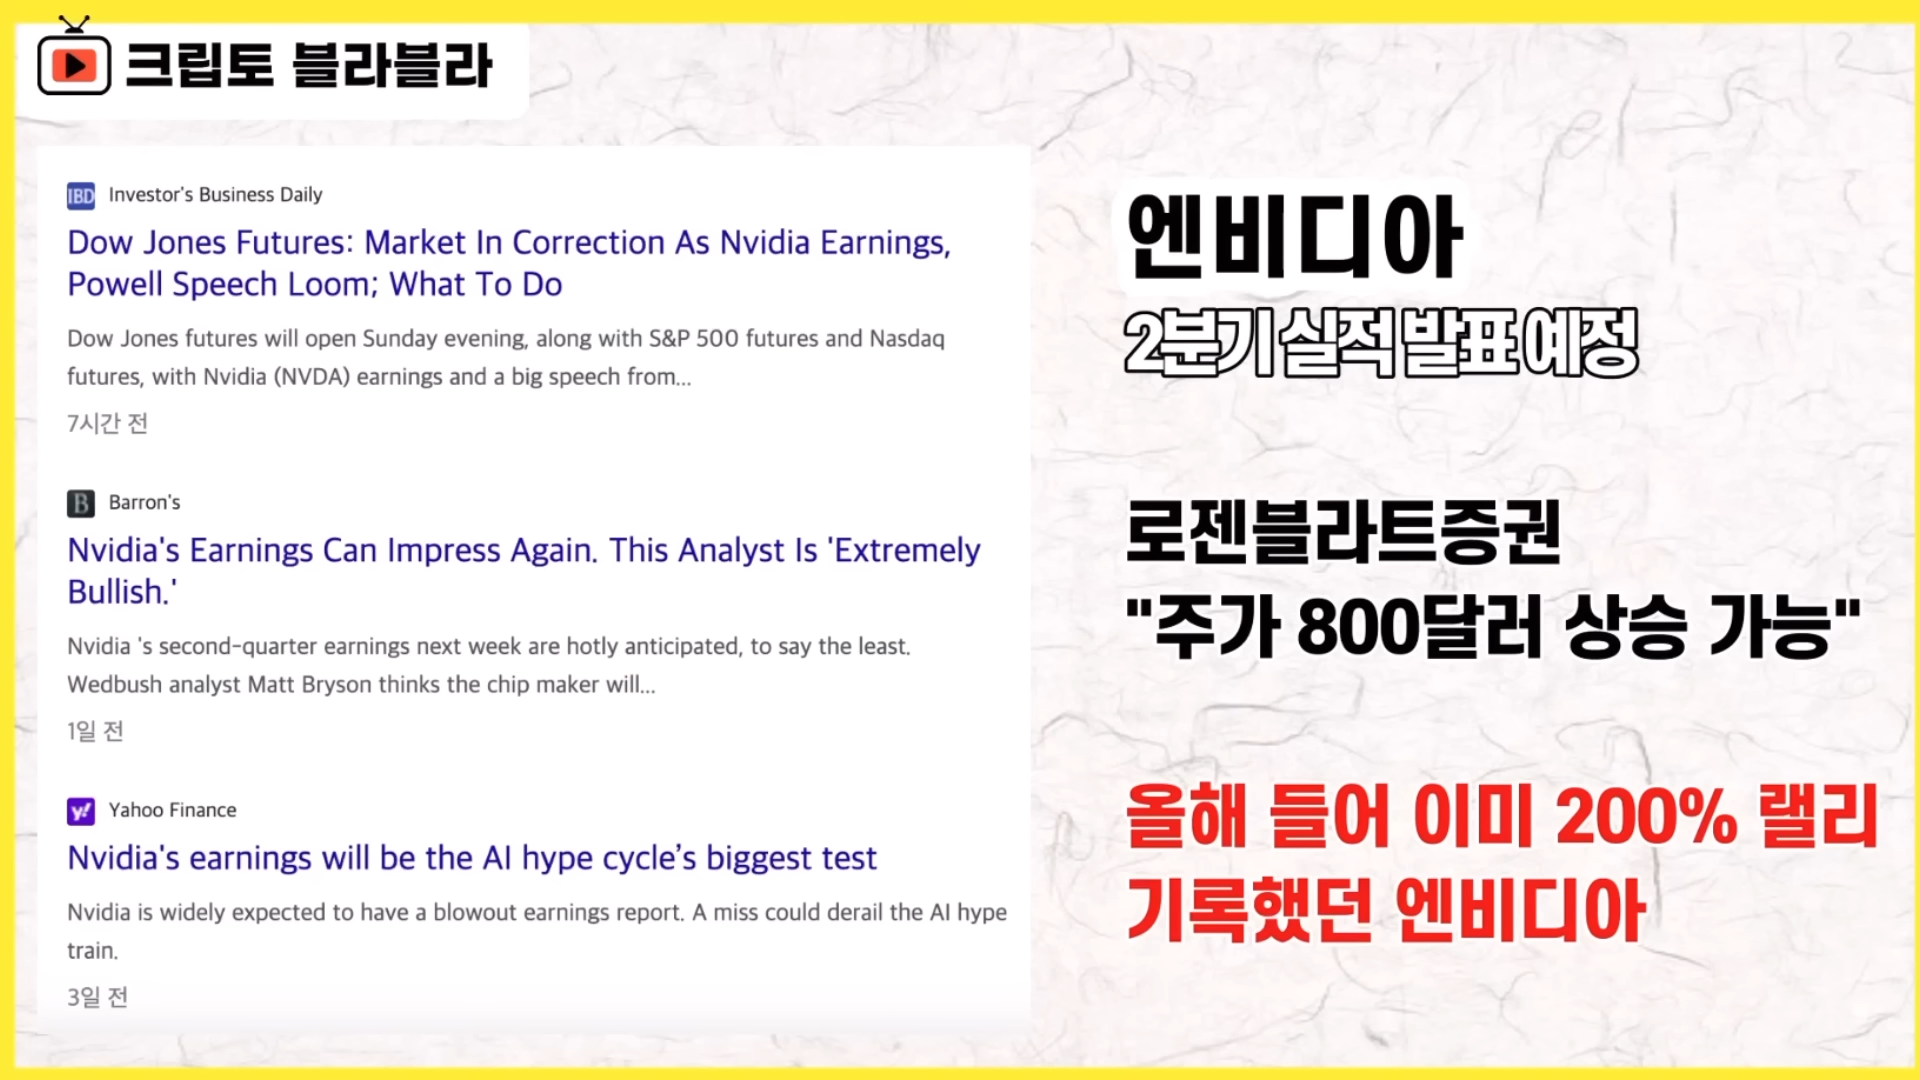 크립토 블라블라
IBD Investor's Business Daily
Dow Jones Futures: Market In Correction As Nvidia Earnings,
Powell Speech Loom; What To Do
Dow Jones futures will open Sunday evening, along with S&P 500 futures and Nasdaq
futures, with Nvidia (NVDA) earnings and a big speech from...
7시간 전
B Barron's
Nvidia's Earnings Can Impress Again. This Analyst Is 'Extremely
Bullish.'
Nvidia 's second-quarter earnings next week are hotly anticipated, to say the least.
Wedbush analyst Matt Bryson thinks the chip maker will...
1일 전
y! Yahoo Finance
Nvidia's earnings will be the AI hype cycle’s biggest test
Nvidia is widely expected to have a blowout earnings report. A miss could derail the AI hype
train.
3일 전
엔비디아
2분기 실적 발표 예정
로젠블라트증권
"주가 800달러 상승 가능"
올해 들어 이미 200% 랠리
기록했던 엔비디아